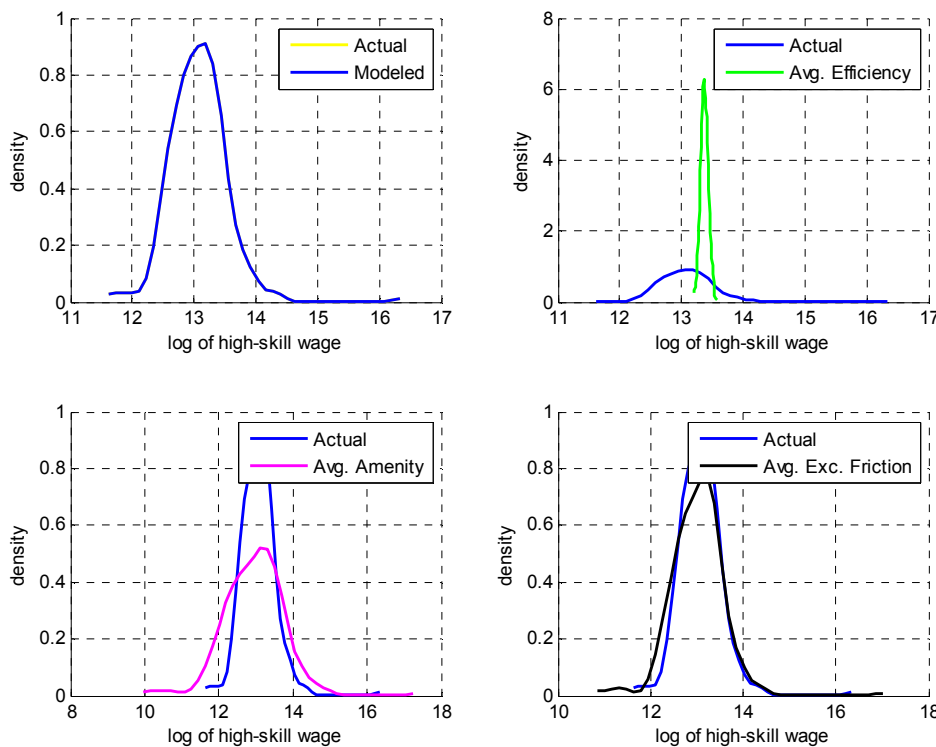 Actual
Modeled
density
1
0.8
0.6
0.4
0.2
0
11 12 13 14 15 16 17
log of high-skill wage
Actual
Avg. Efficiency
density
8
6
4
2
0
11 12 13 14 15 16 17
log of high-skill wage
Actual
Avg. Amenity
density
1
0.8
0.6
0.4
0.2
0
8 10 12 14 16 18
log of high-skill wage
Actual
Avg. Exc. Friction
density
1
0.8
0.6
0.4
0.2
0
10 12 14 16 18
log of high-skill wage